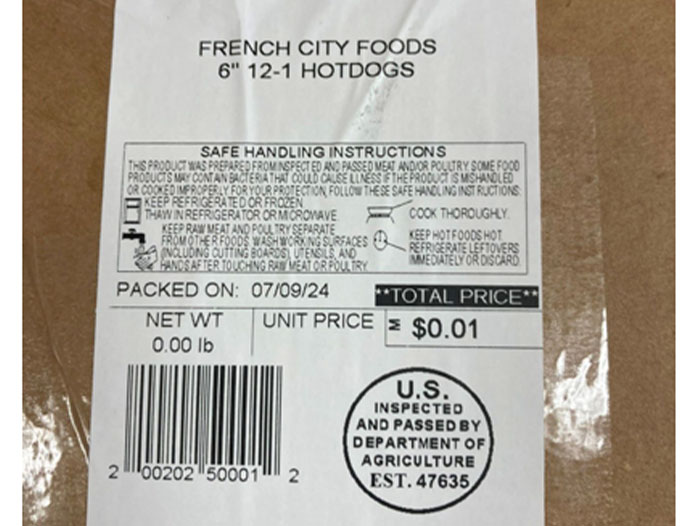 FRENCH CITY FOODS
6" 12-1 HOTDOGS
SAFE HANDLING INSTRUCTIONS
THIS PRODUCT WAS PREPARED FROM INSPECTED AND PASSED MEAT AND/OR POULTRY. SOME FOOD
PRODUCTS MAY CONTAIN BACTERIA THAT COULD CAUSE ILLNESS IF THE PRODUCT IS MISHANDLED
OR COOKED IMPROPERLY. FOR YOUR PROTECTION, FOLLOW THESE SAFE HANDLING INSTRUCTIONS:
KEEP REFRIGERATED OR FROZEN.
THAW IN REFRIGERATOR OR MICROWAVE.
COOK THOROUGHLY.
KEEP RAW MEAT AND POULTRY SEPARATE
FROM OTHER FOODS. WASH WORKING SURFACES
(INCLUDING CUTTING BOARDS), UTENSILS, AND
HANDS AFTER TOUCHING RAW MEAT OR POULTRY.
KEEP HOT FOODS HOT.
REFRIGERATE LEFTOVERS
IMMEDIATELY OR DISCARD.
PACKED ON: 07/09/24
**TOTAL PRICE**
NET WT
0.00 lb
UNIT PRICE
M $0.01
2 00202 50001 2
U.S.
INSPECTED
AND PASSED BY
DEPARTMENT OF
AGRICULTURE
EST. 47635